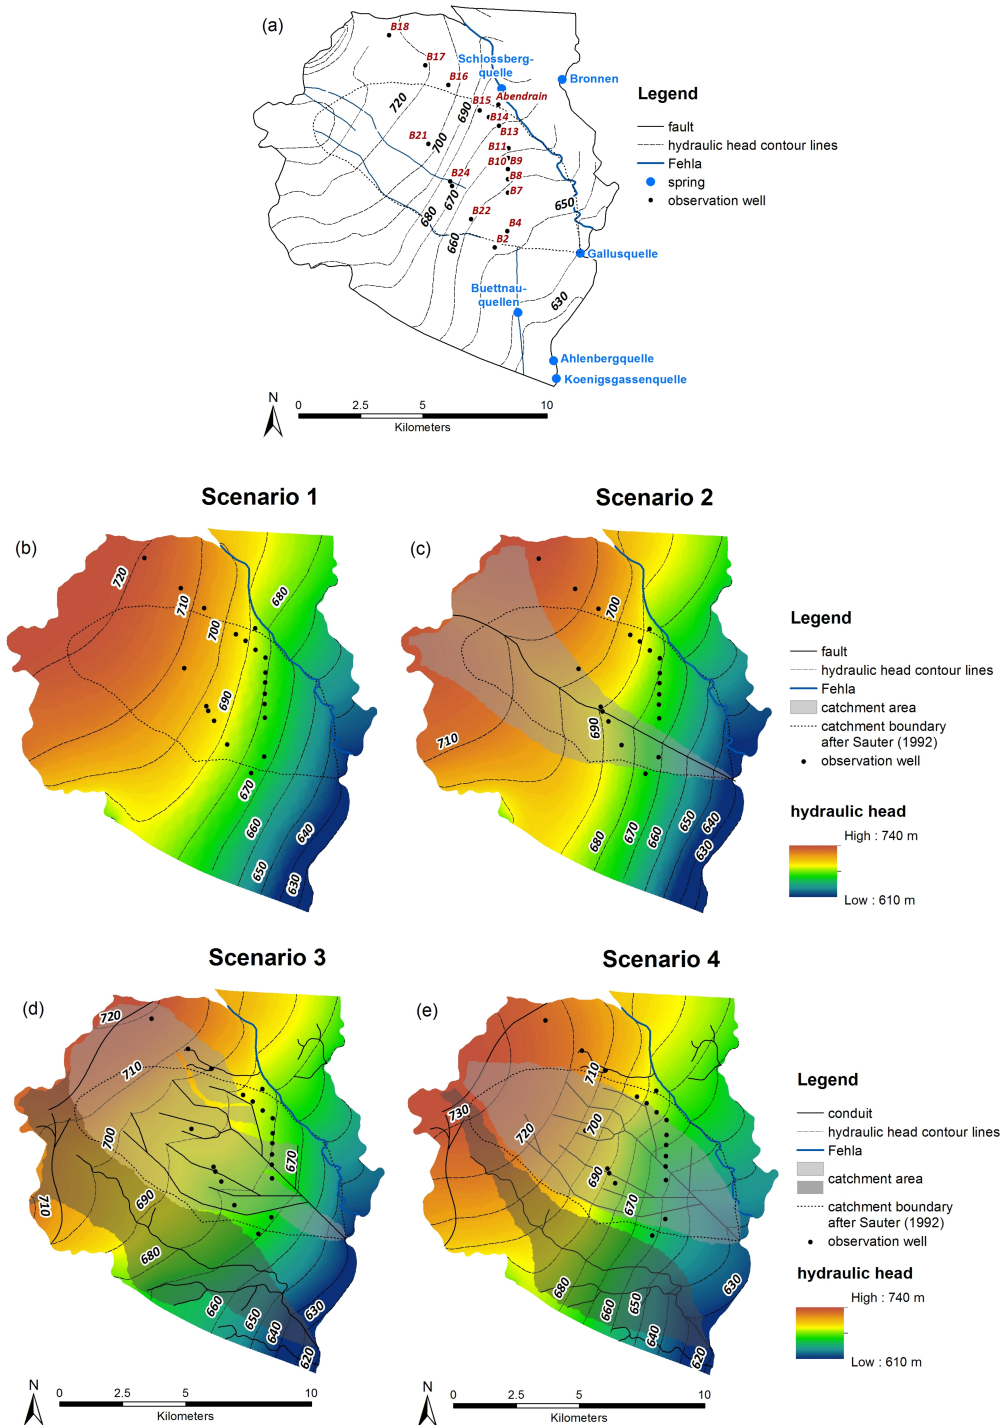 (a)
B18
B17
B16
Schlossberg-
quelle
Bronnen
B15
Abendrain
B14
B13
720
690
700
B21
B11
B10
B9
B8
B7
B24
670
680
660
B22
B4
B2
650
Gallusquelle
Buettnau-
quellen
630
Ahlenbergquelle
Koenigsgassenquelle
Legend
fault
hydraulic head contour lines
Fehla
spring
observation well
N
0
2.5
5
10
Kilometers
Scenario 1
(b)
720
710
700
680
690
670
660
650
640
630
Scenario 2
(c)
700
710
690
680
670
660
650
640
630
Legend
fault
hydraulic head contour lines
Fehla
catchment area
catchment boundary
after Sauter (1992)
observation well
hydraulic head
High : 740 m
Low : 610 m
Scenario 3
(d)
720
710
700
710
690
680
670
660
650
640
630
620
Scenario 4
(e)
730
720
710
700
690
670
680
660
650
640
630
620
Legend
conduit
hydraulic head contour lines
Fehla
catchment area
catchment boundary
after Sauter (1992)
observation well
hydraulic head
High : 740 m
Low : 610 m
N
0
2.5
5
10
Kilometers
N
0
2.5
5
10
Kilometers